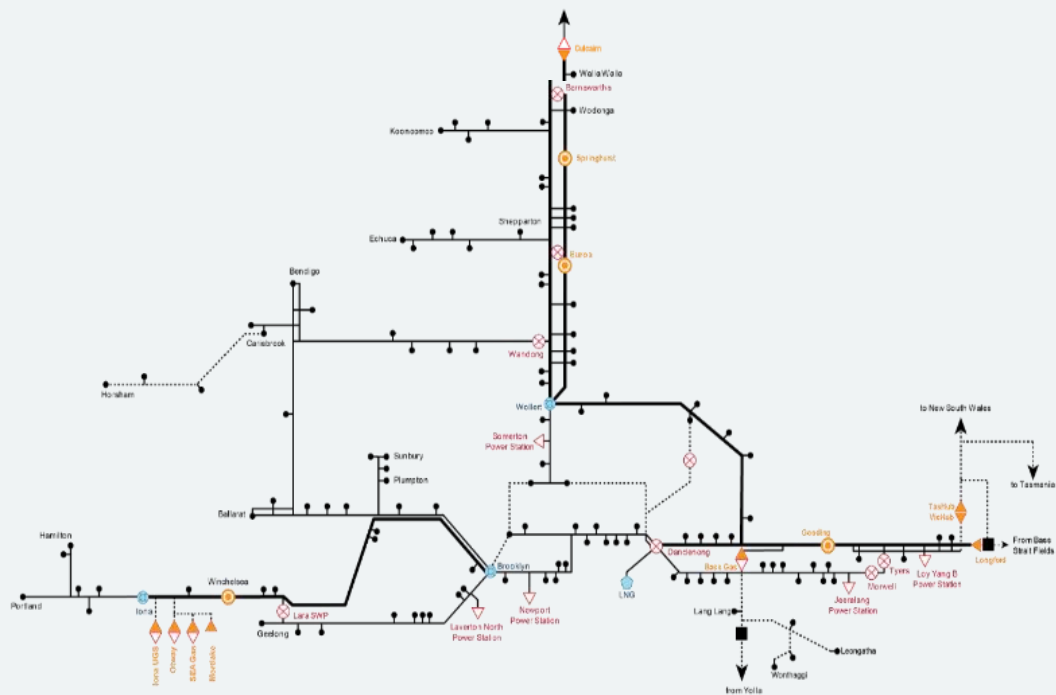 Culcairn
Walla Walla
Barnawartha
Wodonga
Koonoomoo
Springhurst
Shepparton
Echuca
Euroa
Bendigo
Carisbrook
Wandong
Horsham
Wollert
to New South Wales
Somerton
Power Station
Sunbury
Plumpton
to Tasmania
Ballarat
TasHub
VicHub
Hamilton
Gooding
From Bass
Strait Fields
Dandenong
Longford
Brooklyn
Bass Gas
Tyers
Loy Yang B
Power Station
Winchelsea
Morwell
LNG
Portland
Iona
Lara SWP
Newport
Power Station
Jeeralang
Power Station
Lang Lang
Geelong
Laverton North
Power Station
Iona UGS
Otway
SEA Gas
Mortlake
Leongatha
Wonthaggi
from Yolla